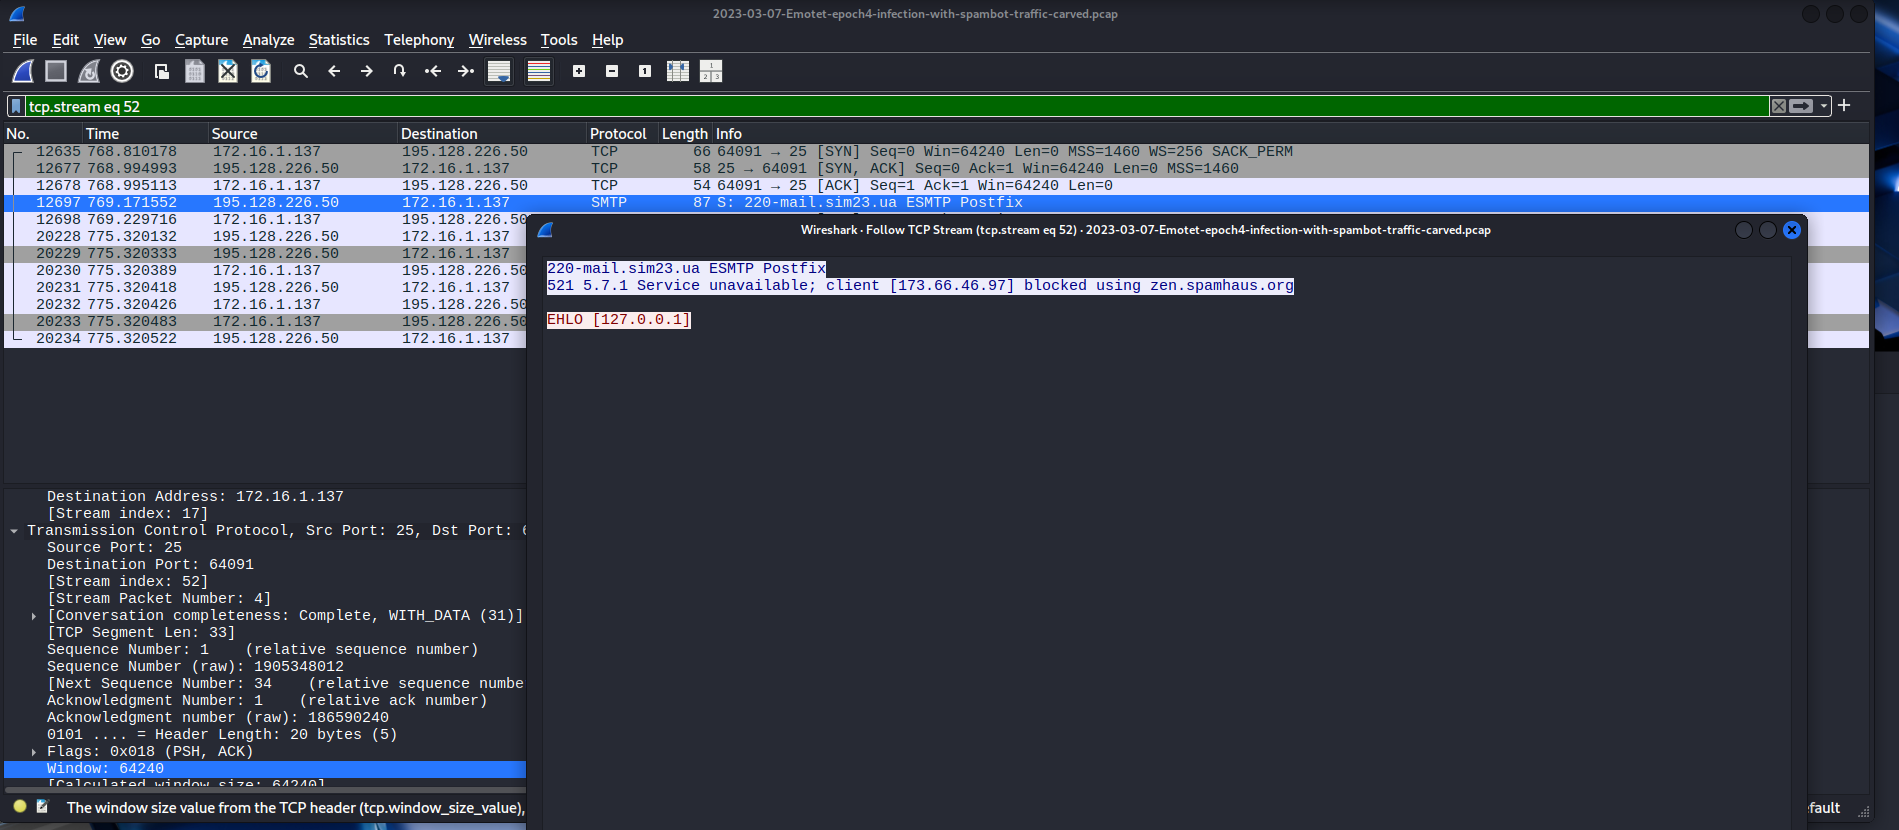 2023-03-07-Emotet-epoch4-infection-with-spambot-traffic-carved.pcap
File Edit View Go Capture Analyze Statistics Telephony Wireless Tools Help
tcp.stream eq 52
No. Time Source Destination Protocol Length Info
12635 768.810178 172.16.1.137 195.128.226.50 TCP 66 64091 → 25 [SYN] Seq=0 Win=64240 Len=0 MSS=1460 WS=256 SACK_PERM
12677 768.994993 195.128.226.50 172.16.1.137 TCP 58 25 → 64091 [SYN, ACK] Seq=0 Ack=1 Win=64240 Len=0 MSS=1460
12678 768.995113 172.16.1.137 195.128.226.50 TCP 54 64091 → 25 [ACK] Seq=1 Ack=1 Win=64240 Len=0
12697 769.171552 195.128.226.50 172.16.1.137 SMTP 87 S: 220-mail.sim23.ua ESMTP Postfix
12698 769.229716 172.16.1.137 195.128.226.50
20228 775.320132 195.128.226.50 172.16.1.137
20229 775.320333 195.128.226.50 172.16.1.137
20230 775.320389 172.16.1.137 195.128.226.50
20231 775.320418 195.128.226.50 172.16.1.137
20232 775.320426 172.16.1.137 195.128.226.50
20233 775.320483 172.16.1.137 195.128.226.50
20234 775.320522 195.128.226.50 172.16.1.137
Wireshark · Follow TCP Stream (tcp.stream eq 52) · 2023-03-07-Emotet-epoch4-infection-with-spambot-traffic-carved.pcap
220-mail.sim23.ua ESMTP Postfix
521 5.7.1 Service unavailable; client [173.66.46.97] blocked using zen.spamhaus.org
EHLO [127.0.0.1]
Destination Address: 172.16.1.137
[Stream index: 17]
Transmission Control Protocol, Src Port: 25, Dst Port: 6
Source Port: 25
Destination Port: 64091
[Stream index: 52]
[Stream Packet Number: 4]
[Conversation completeness: Complete, WITH_DATA (31)]
[TCP Segment Len: 33]
Sequence Number: 1 (relative sequence number)
Sequence Number (raw): 1905348012
[Next Sequence Number: 34 (relative sequence numbe
Acknowledgment Number: 1 (relative ack number)
Acknowledgment number (raw): 186590240
0101 .... = Header Length: 20 bytes (5)
Flags: 0x018 (PSH, ACK)
Window: 64240
[Calculated window size: 64240]
The window size value from the TCP header (tcp.window_size_value),
fault